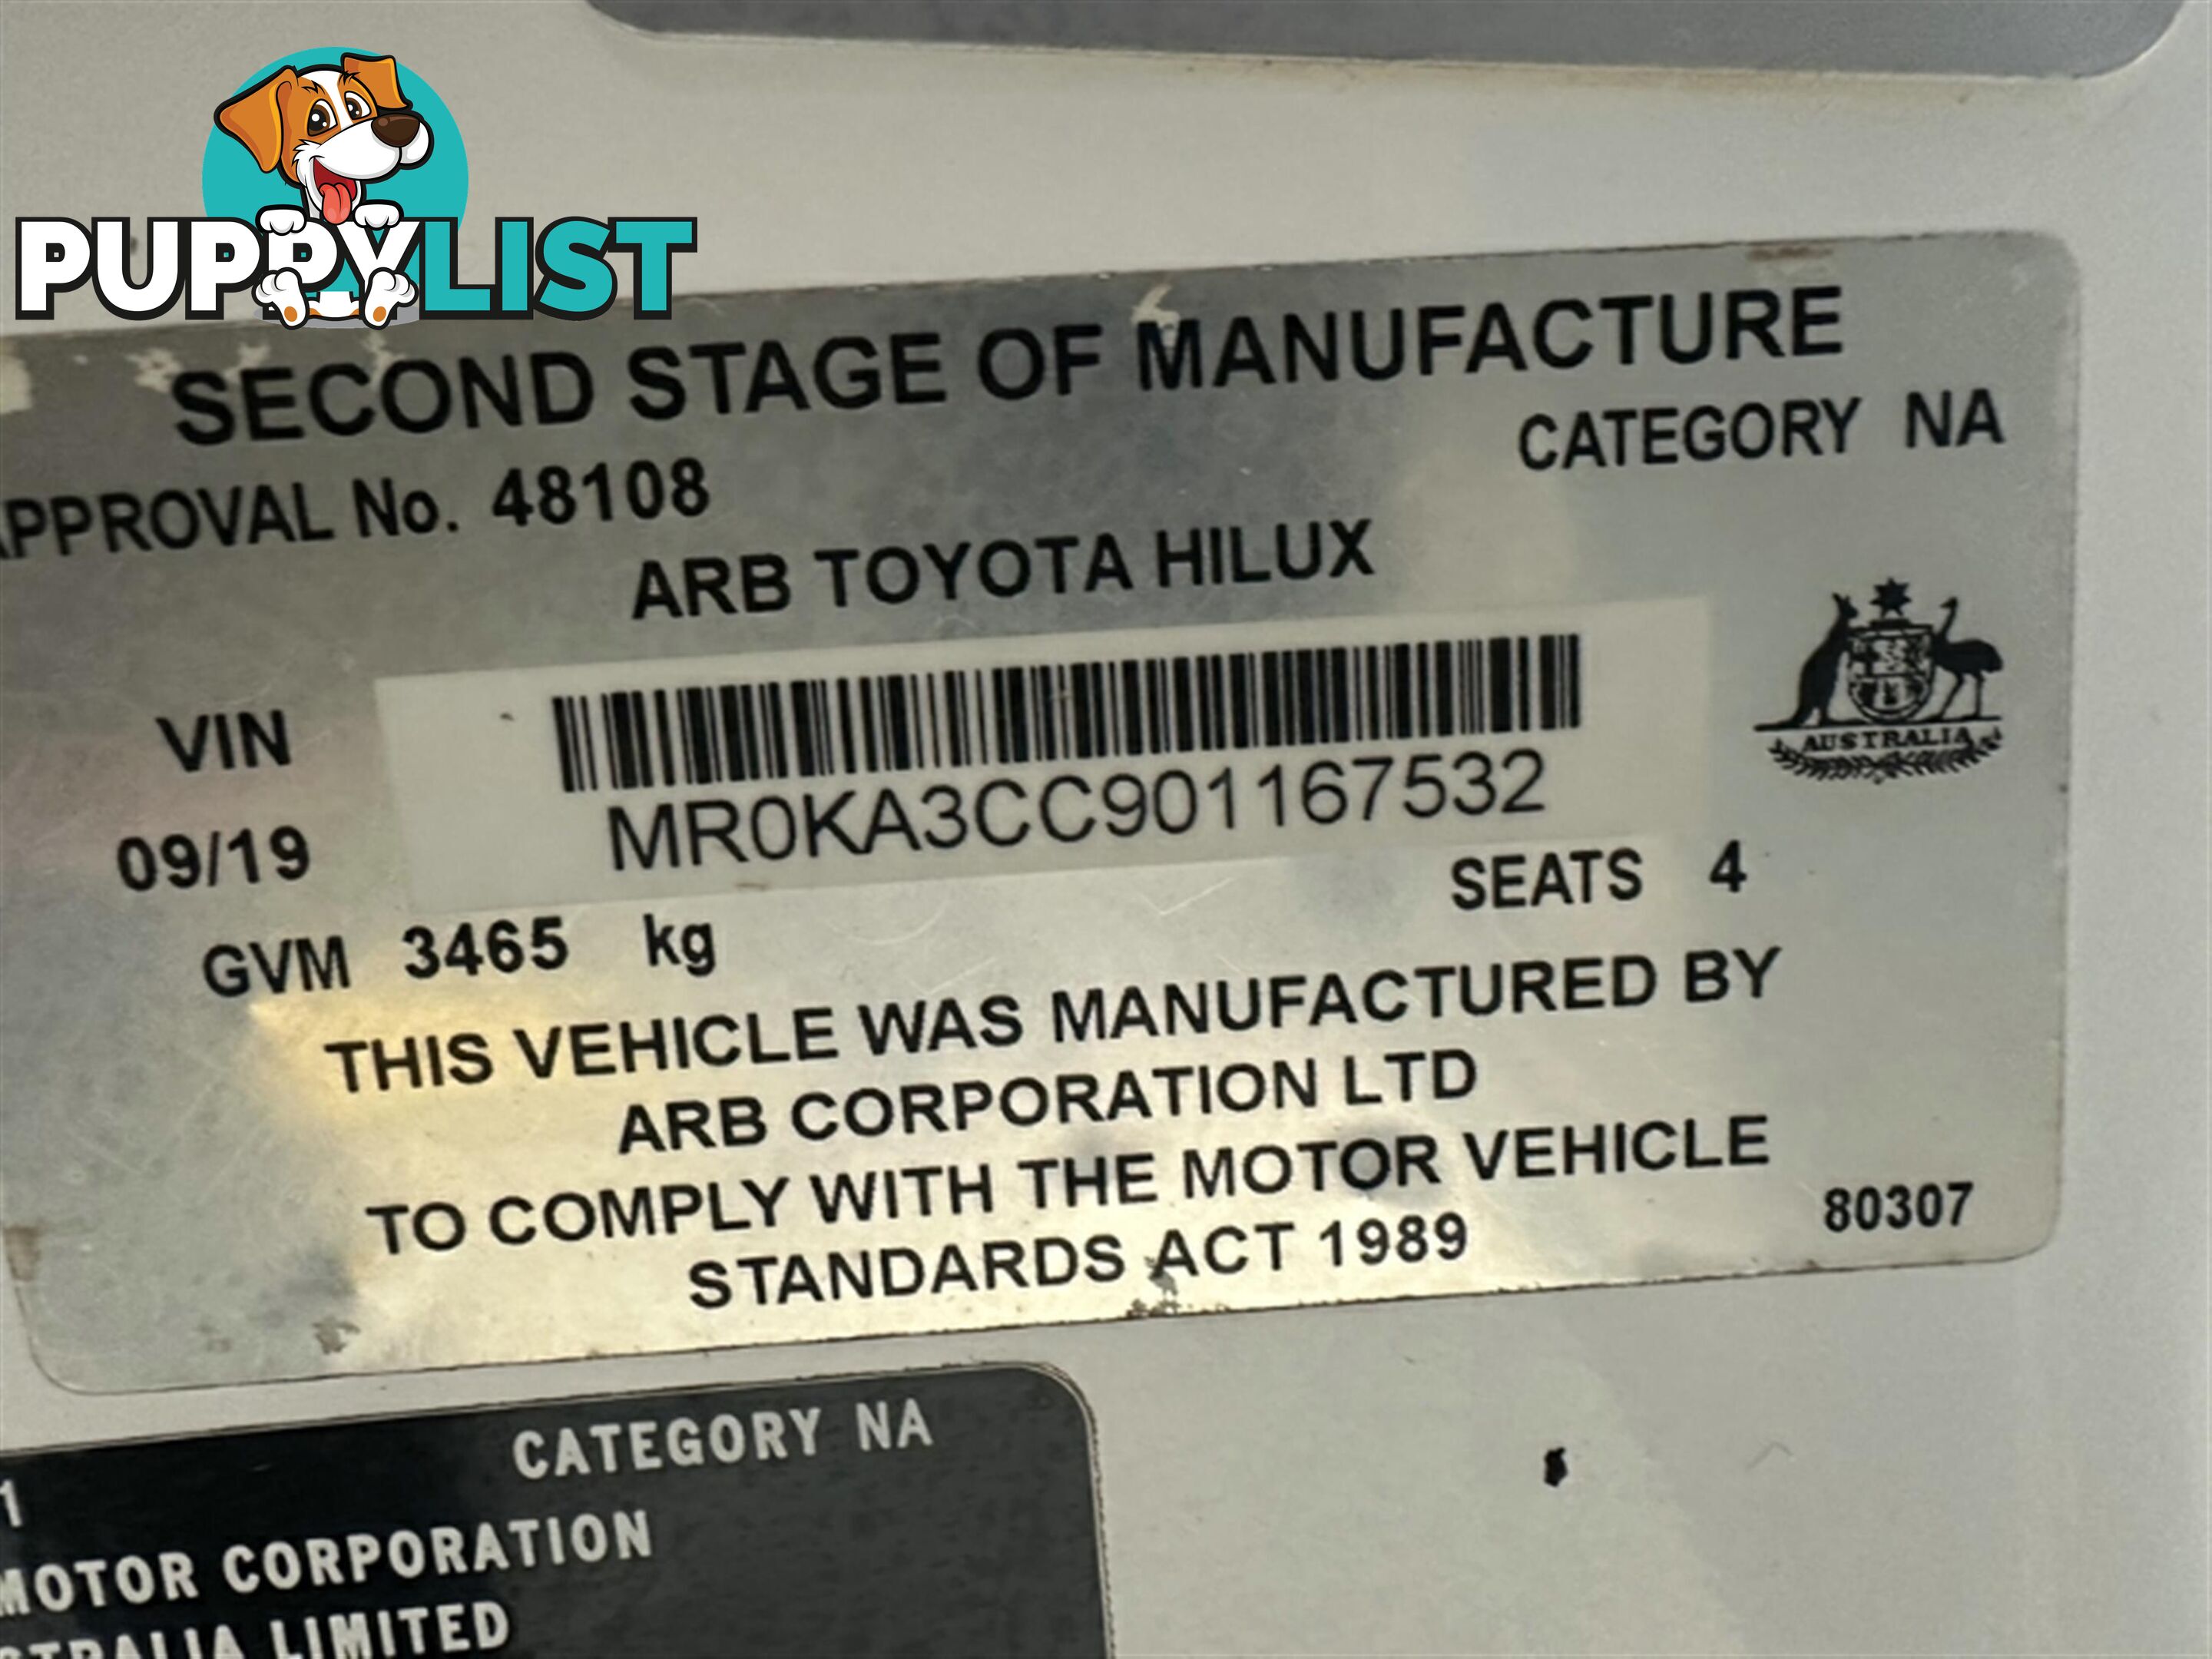 PUPPYLIST
SECOND STAGE OF MANUFACTURE
APPROVAL No. 48108 CATEGORY NA
ARB TOYOTA HILUX
VIN
AUSTRALIA
MR0KA3CC901167532
09/19
SEATS 4
GVM 3465 kg
THIS VEHICLE WAS MANUFACTURED BY
ARB CORPORATION LTD
TO COMPLY WITH THE MOTOR VEHICLE
STANDARDS ACT 1989
80307
CATEGORY NA
1
MOTOR CORPORATION
STRALIA LIMITED